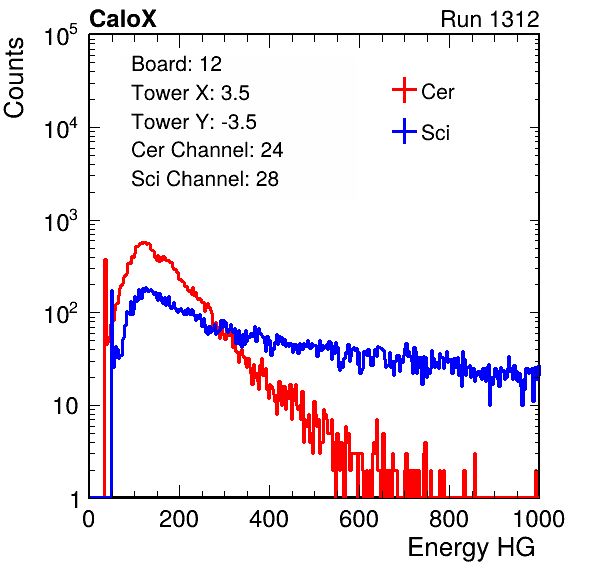 CaloX Run 1312
Counts
Board: 12
Tower X: 3.5
Tower Y: -3.5
Cer Channel: 24
Sci Channel: 28
Cer
Sci
10^5
10^4
10^3
10^2
10
1
0 200 400 600 800 1000
Energy HG